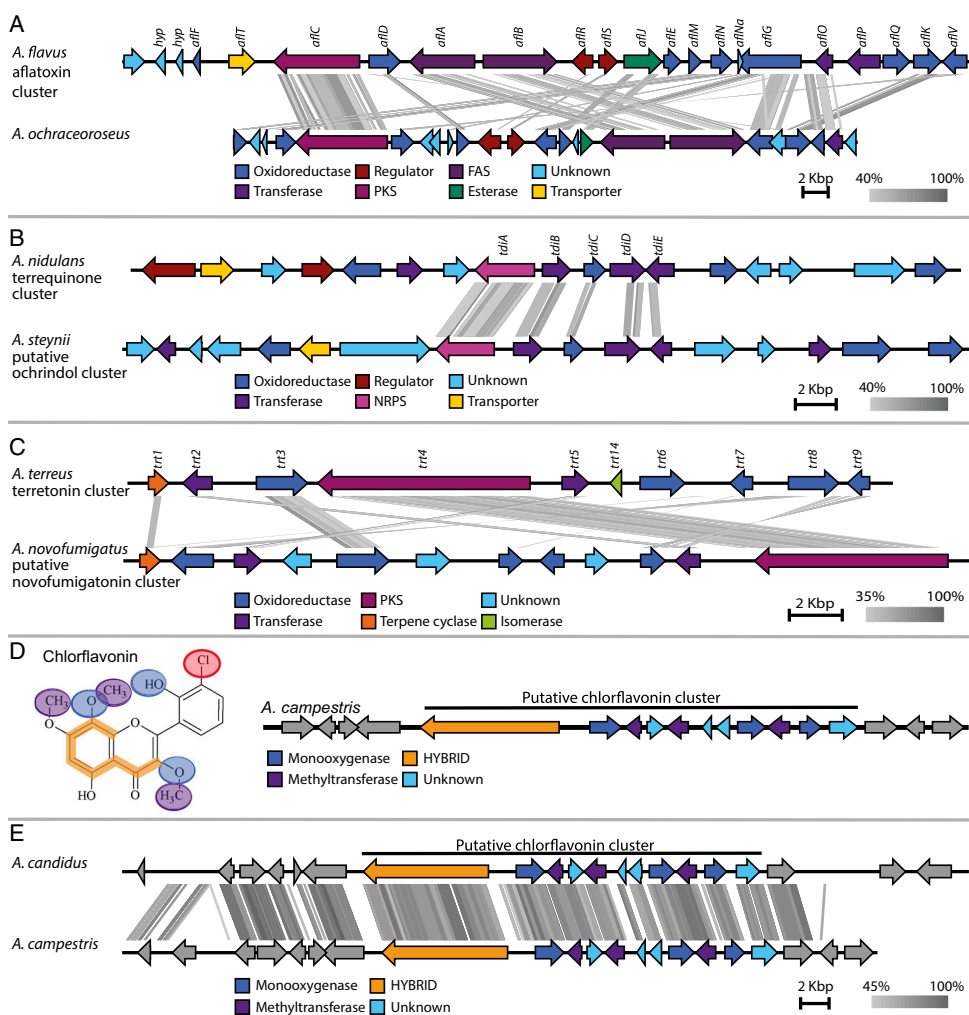 A
A. flavus
aflatoxin
cluster
hyp
hyp
aflF
aflT
aflC
aflD
aflA
aflB
aflR
aflS
aflJ
aflE
aflM
aflN
aflNa
aflG
aflO
aflP
aflQ
aflK
aflV
A. ochraceoroseus
Oxidoreductase
Regulator
FAS
Unknown
Transferase
PKS
Esterase
Transporter
2 Kbp
40%
100%
B
A. nidulans
terrequinone
cluster
tdiA
tdiB
tdiC
tdiD
tdiE
A. steynii
putative
ochrindol cluster
Oxidoreductase
Regulator
Unknown
Transferase
NRPS
Transporter
2 Kbp
40%
100%
C
A. terreus
terretonin cluster
trt1
trt2
trt3
trt4
trt5
trt14
trt6
trt7
trt8
trt9
A. novofumigatus
putative
novofumigatonin cluster
Oxidoreductase
PKS
Unknown
Transferase
Terpene cyclase
Isomerase
2 Kbp
35%
100%
D
Chlorflavonin
Cl
CH3
CH3
HO
O
O
O
O
H3C
HO
O
A. campestris
Putative chlorflavonin cluster
Monooxygenase
HYBRID
Methyltransferase
Unknown
E
A. candidus
Putative chlorflavonin cluster
A. campestris
Monooxygenase
HYBRID
Methyltransferase
Unknown
2 Kbp
45%
100%